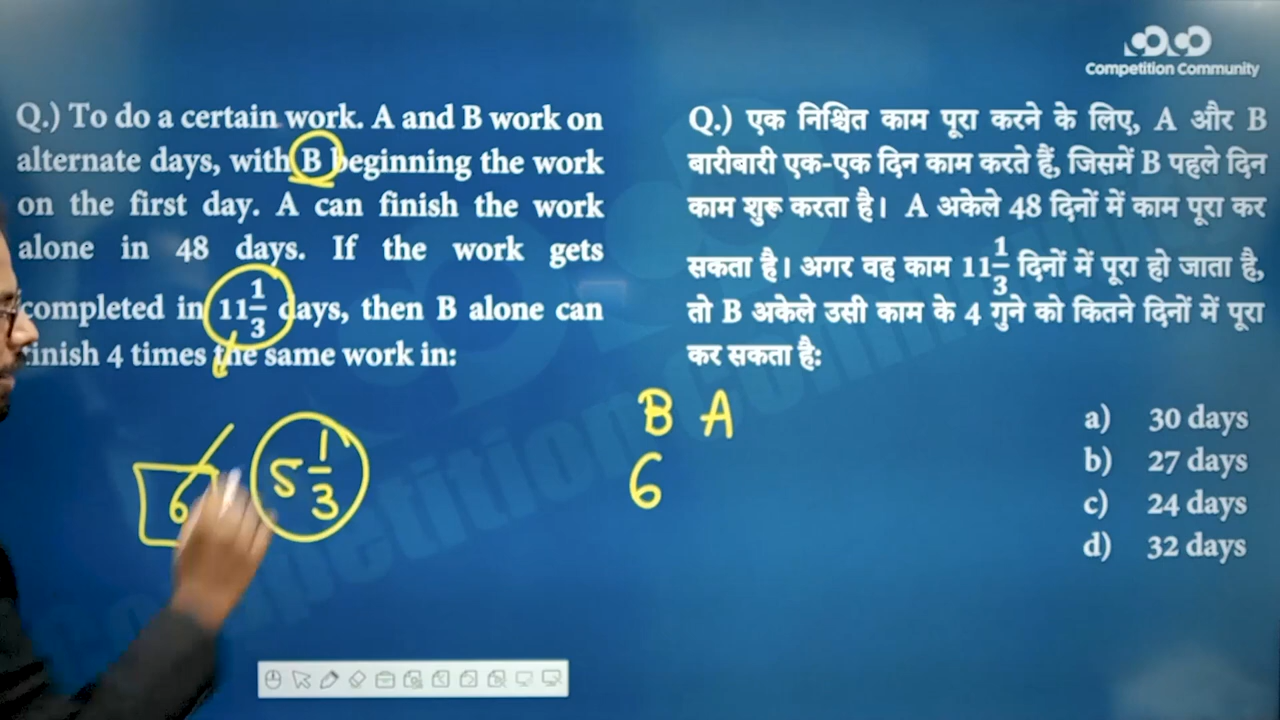 Competition Community
Q.) To do a certain work. A and B work on
alternate days, with B beginning the work
on the first day. A can finish the work
alone in 48 days. If the work gets
completed in 11 1/3 days, then B alone can
finish 4 times the same work in:
Q.) एक निश्चित काम पूरा करने के लिए, A और B
बारीबारी एक-एक दिन काम करते हैं, जिसमें B पहले दिन
काम शुरू करता है। A अकेले 48 दिनों में काम पूरा कर
सकता है। अगर वह काम 11 1/3 दिनों में पूरा हो जाता है,
तो B अकेले उसी काम के 4 गुने को कितने दिनों में पूरा
कर सकता है:
a) 30 days
b) 27 days
c) 24 days
d) 32 days
B A
6
6
5 1/3
Competition Community